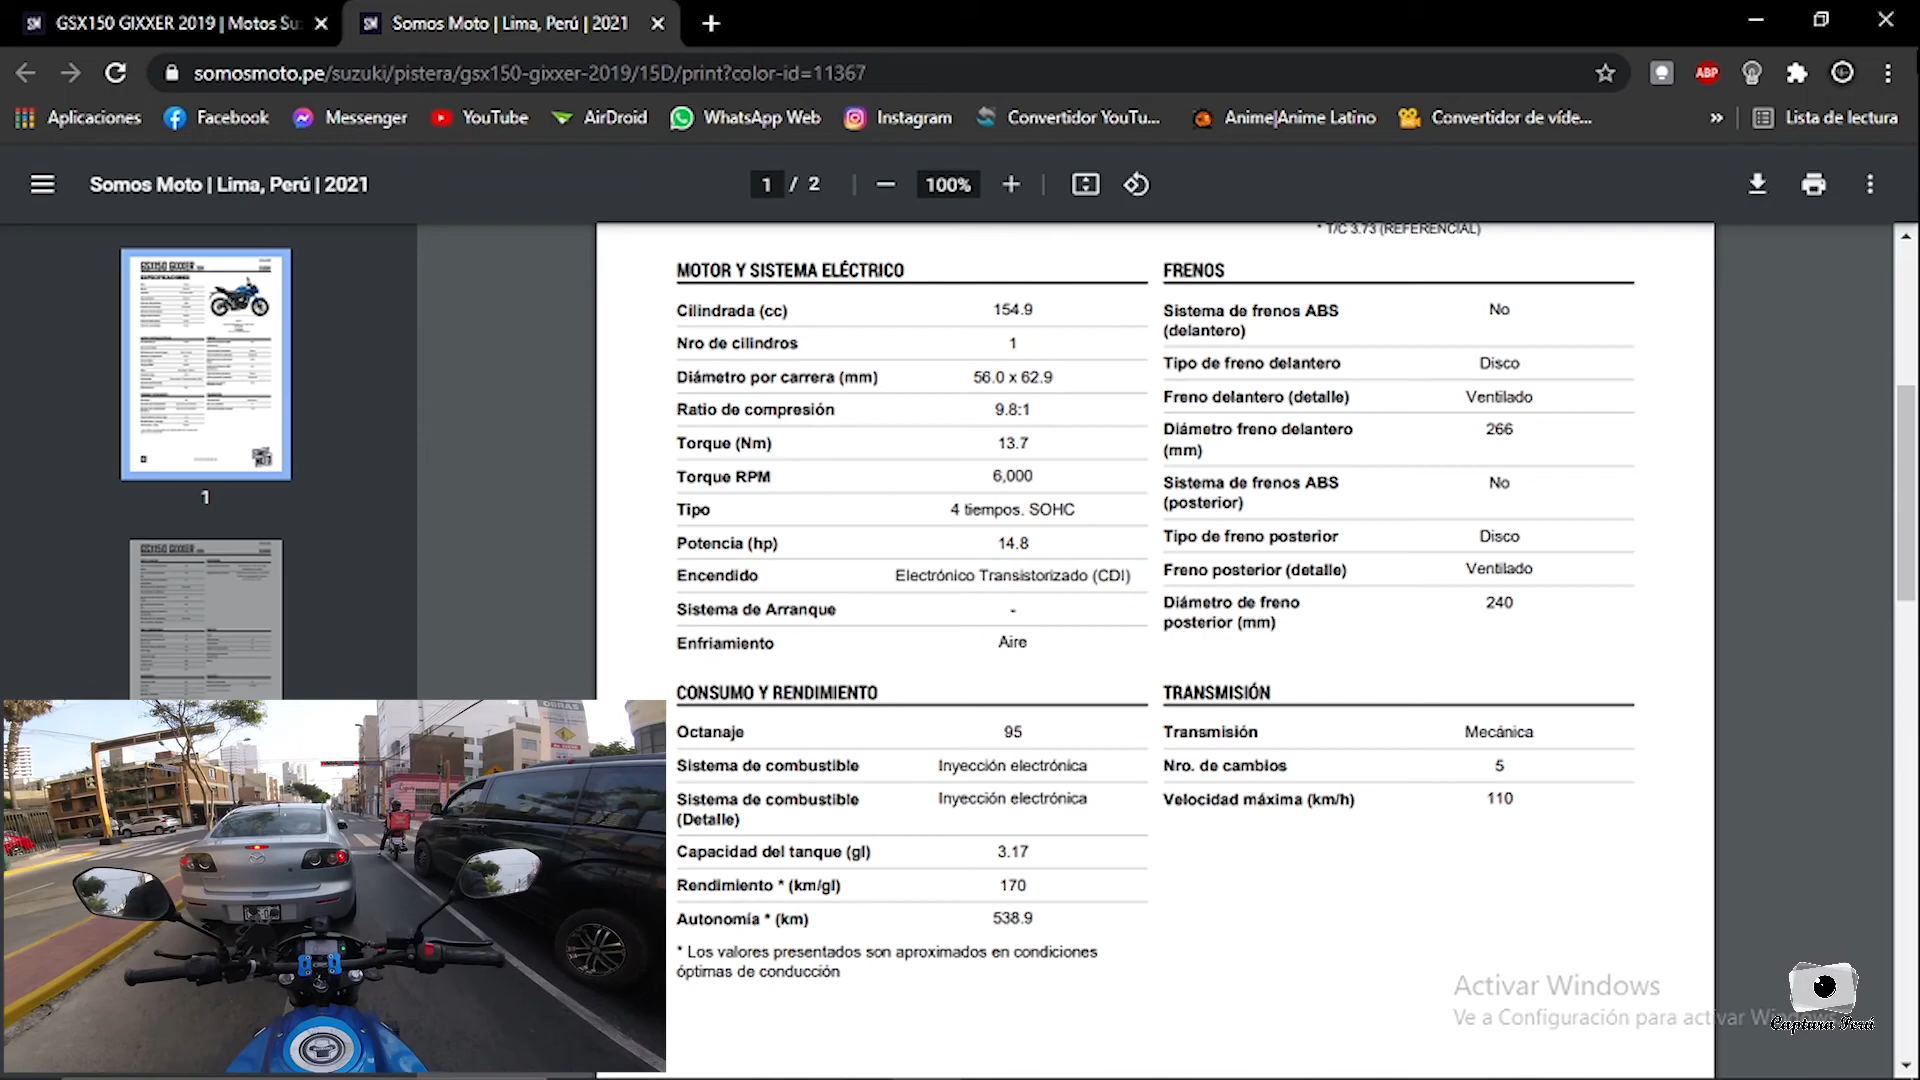 GSX150 GIXXER 2019 | Motos Su
Somos Moto | Lima, Perú | 2021
somosmoto.pe/suzuki/pistera/gsx150-gixxer-2019/15D/print?color-id=11367
ABP
Aplicaciones
Facebook
Messenger
YouTube
AirDroid
WhatsApp Web
Instagram
Convertidor YouTu...
Anime|Anime Latino
Convertidor de víde...
»
Lista de lectura
Somos Moto | Lima, Perú | 2021
1 / 2
100%
* T/C 3.73 (REFERENCIAL)
MOTOR Y SISTEMA ELÉCTRICO
Cilindrada (cc) 154.9
Nro de cilindros 1
Diámetro por carrera (mm) 56.0 x 62.9
Ratio de compresión 9.8:1
Torque (Nm) 13.7
Torque RPM 6,000
Tipo 4 tiempos. SOHC
Potencia (hp) 14.8
Encendido Electrónico Transistorizado (CDI)
Sistema de Arranque -
Enfriamiento Aire
FRENOS
Sistema de frenos ABS No
(delantero)
Tipo de freno delantero Disco
Freno delantero (detalle) Ventilado
Diámetro freno delantero 266
(mm)
Sistema de frenos ABS No
(posterior)
Tipo de freno posterior Disco
Freno posterior (detalle) Ventilado
Diámetro de freno 240
posterior (mm)
CONSUMO Y RENDIMIENTO
Octanaje 95
Sistema de combustible Inyección electrónica
Sistema de combustible Inyección electrónica
(Detalle)
Capacidad del tanque (gl) 3.17
Rendimiento * (km/gl) 170
Autonomía * (km) 538.9
* Los valores presentados son aproximados en condiciones
óptimas de conducción
TRANSMISIÓN
Transmisión Mecánica
Nro. de cambios 5
Velocidad máxima (km/h) 110
GSX150 GIXXER
ESPECIFICACIONES
1
GSX150 GIXXER
OBRAS
Activar Windows
Ve a Configuración para activar Windows.
Captura Perú